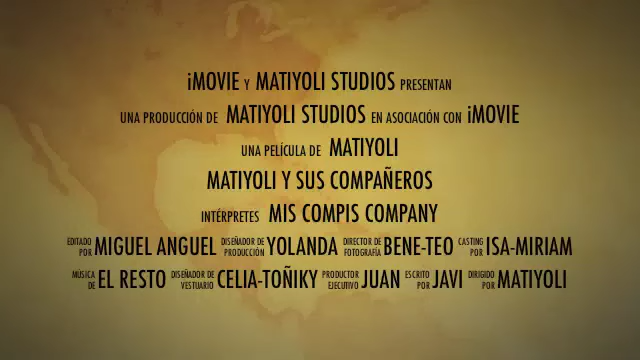 iMOVIE Y MATIYOLI STUDIOS PRESENTAN
UNA PRODUCCIÓN DE MATIYOLI STUDIOS EN ASOCIACIÓN CON iMOVIE
UNA PELÍCULA DE MATIYOLI
MATIYOLI Y SUS COMPAÑEROS
INTÉRPRETES MIS COMPIS COMPANY
EDITADO POR MIGUEL ANGUEL DISEÑADOR DE PRODUCCIÓN YOLANDA DIRECTOR DE FOTOGRAFÍA BENE-TEO CASTING POR ISA-MIRIAM
MÚSICA DE EL RESTO DISEÑADOR DE VESTUARIO CELIA-TOÑIKY PRODUCTOR EJECUTIVO JUAN ESCRITO POR JAVI DIRIGIDO POR MATIYOLI